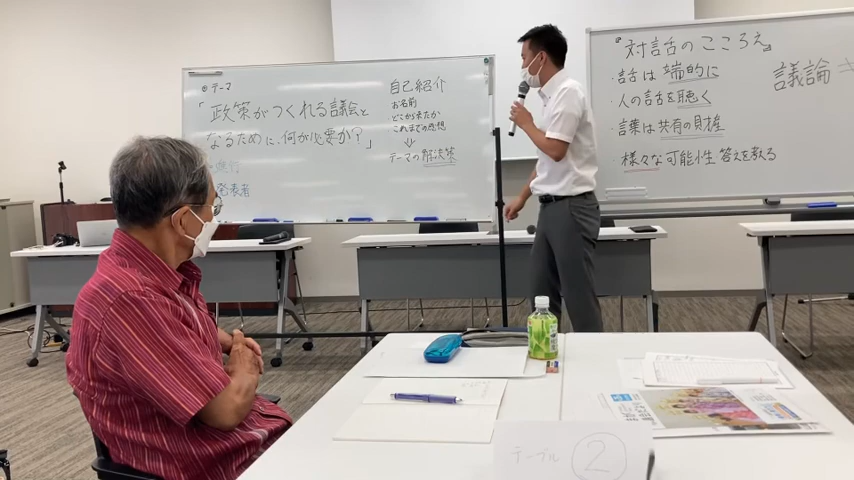 ◎テーマ
「政策がつくれる議会と
なるために、何が必要か?」
・進行
・発表者
自己紹介
お名前
どこから来たか
これまでの感想
⇓
テーマの解決策
『対話のこころえ』
・話は 端的に
・人の話を聴く
・言葉は共有の財産
・様々な可能性 答えを考える
議論
テーブル ②